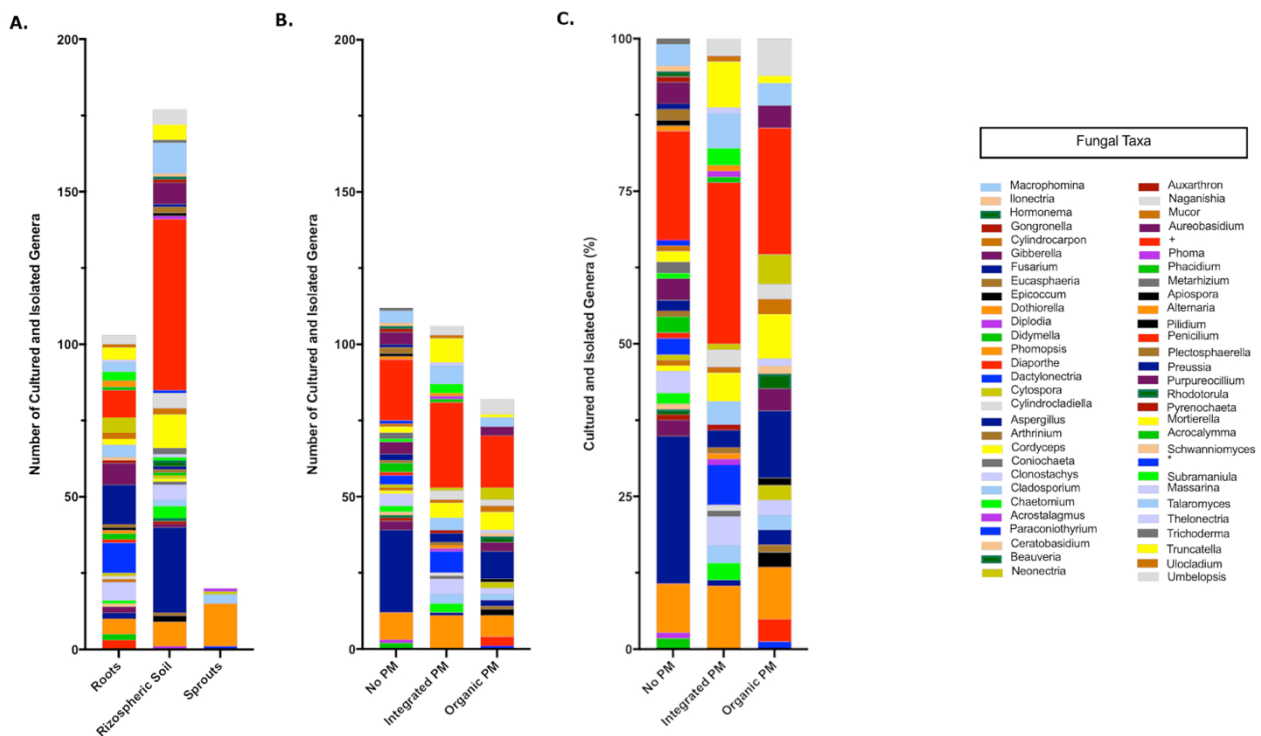 A.
B.
C.
200
150
100
50
0
Number of Cultured and Isolated Genera
Roots
Rizospheric Soil
Sprouts
200
150
100
50
0
Number of Cultured and Isolated Genera
No PM
Integrated PM
Organic PM
100
75
50
25
0
Cultured and Isolated Genera (%)
No PM
Integrated PM
Organic PM
Fungal Taxa
Macrophomina
Ilonectria
Hormonema
Gongronella
Cylindrocarpon
Gibberella
Fusarium
Eucasphaeria
Epicoccum
Dothiorella
Diplodia
Didymella
Phomopsis
Diaporthe
Dactylonectria
Cytospora
Cylindrocladiella
Aspergillus
Arthrinium
Cordyceps
Coniochaeta
Clonostachys
Cladosporium
Chaetomium
Acrostalagmus
Paraconiothyrium
Ceratobasidium
Beauveria
Neonectria
Auxarthron
Naganishia
Mucor
Aureobasidium
+
Phoma
Phacidium
Metarhizium
Apiospora
Alternaria
Pilidium
Penicilium
Plectosphaerella
Preussia
Purpureocillium
Rhodotorula
Pyrenochaeta
Mortierella
Acrocalymma
Schwanniomyces
*
Subramaniula
Massarina
Talaromyces
Thelonectria
Trichoderma
Truncatella
Ulocladium
Umbelopsis